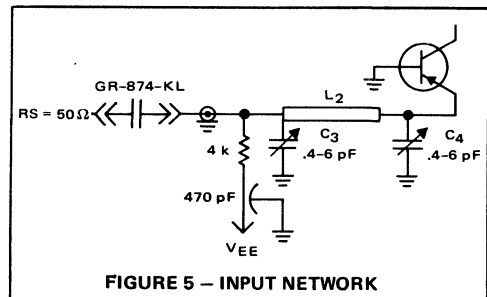 GR-874-KL
RS = 50Ω
L2
C3
.4-6 pF
C4
.4-6 pF
4 k
470 pF
VEE
FIGURE 5 – INPUT NETWORK